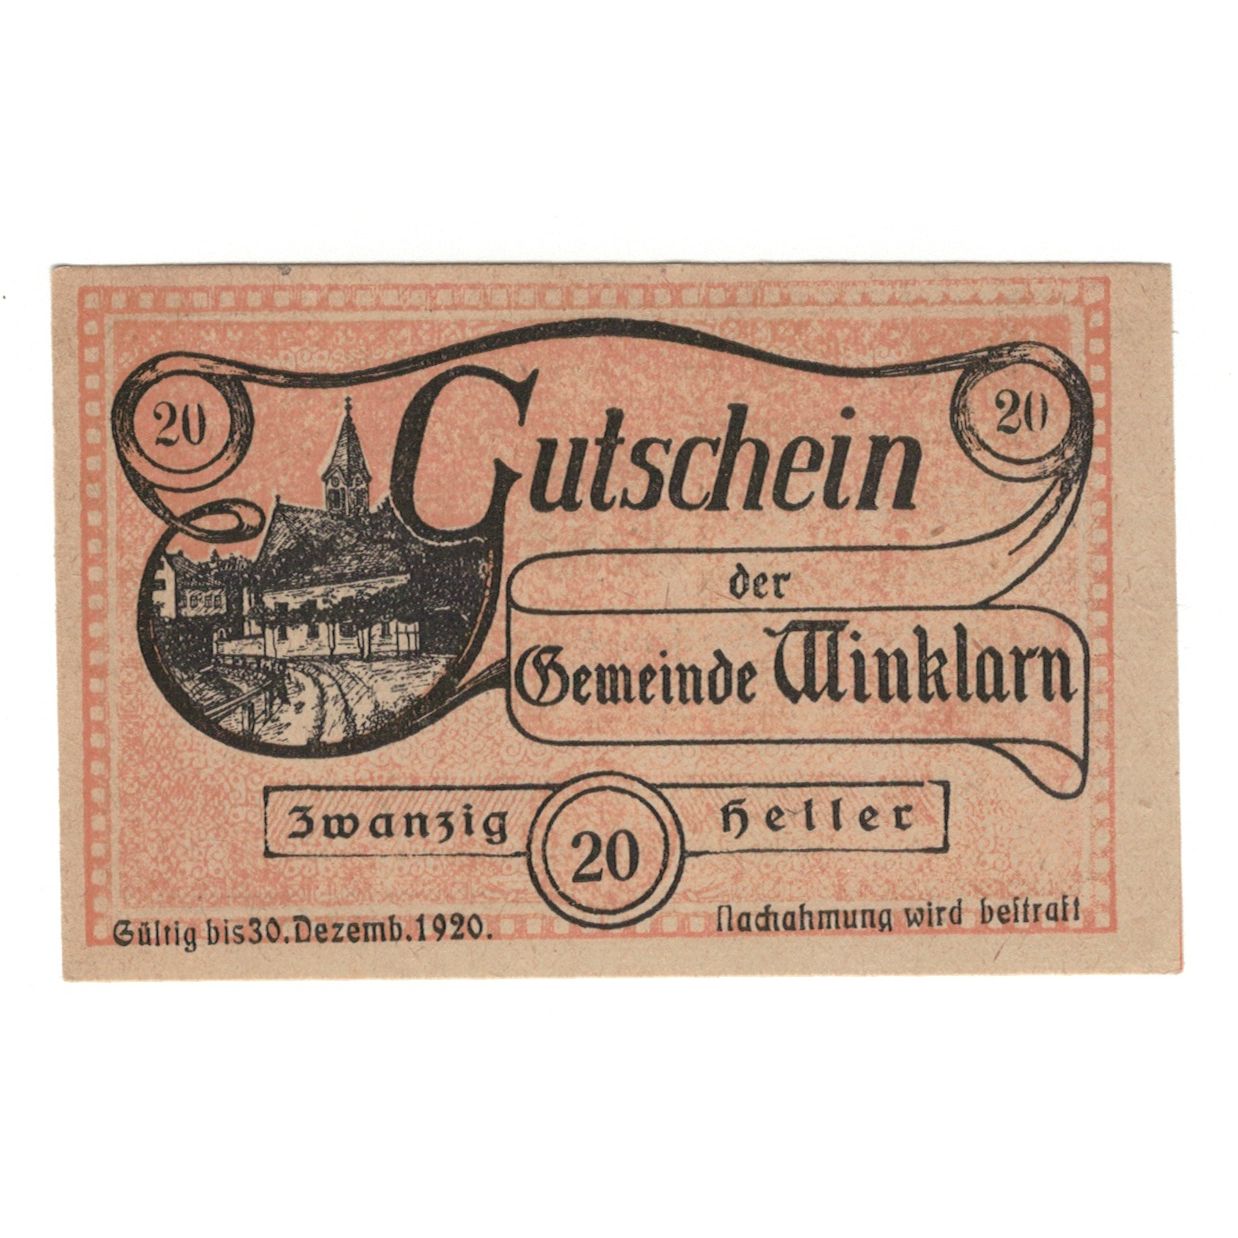 20
20
Gutschein
der
Gemeinde Winklarn
Zwanzig 20 Heller
Gültig bis 30. Dezemb. 1920.
Nachahmung wird bestraft